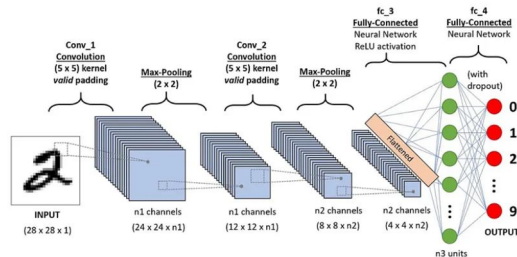 fc_3
Fully-Connected
Neural Network
ReLU activation
fc_4
Fully-Connected
Neural Network
Conv_1
Convolution
(5 x 5) kernel
valid padding
Max-Pooling
(2 x 2)
Conv_2
Convolution
(5 x 5) kernel
valid padding
Max-Pooling
(2 x 2)
(with
dropout)
Flattened
0
1
2
9
INPUT
(28 x 28 x 1)
n1 channels
(24 x 24 x n1)
n1 channels
(12 x 12 x n1)
n2 channels
(8 x 8 x n2)
n2 channels
(4 x 4 x n2)
OUTPUT
n3 units